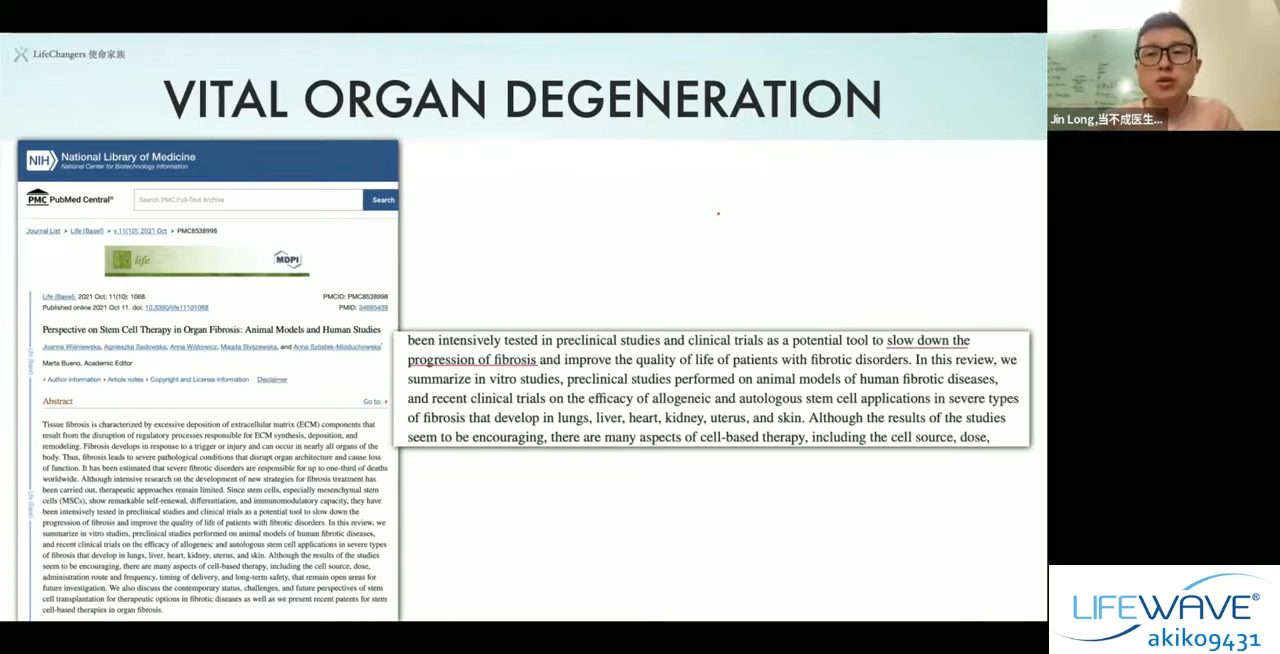 LifeChangers 使命家族
VITAL ORGAN DEGENERATION
Jin Long,当不成医生...
NIH National Library of Medicine
National Center for Biotechnology Information
PMC PubMed Central®
Search PMC Full-Text Archive
Search
Journal List > Life (Basel) > v.11(10); 2021 Oct > PMC8538998
life
MDPI
Life (Basel). 2021 Oct; 11(10): 1068.
PMCID: PMC8538998
Published online 2021 Oct 11. doi: 10.3390/life11101068
PMID: 34685439
Perspective on Stem Cell Therapy in Organ Fibrosis: Animal Models and Human Studies
Joanna Wiśniewska, Agnieszka Sadowska, Anna Wójtowicz, Magda Słyszewska, and Anna Szóstek-Mioduchowska*
Marta Bueno, Academic Editor
Author information Article notes Copyright and License information Disclaimer
Abstract
Go to:
Tissue fibrosis is characterized by excessive deposition of extracellular matrix (ECM) components that
result from the disruption of regulatory processes responsible for ECM synthesis, deposition, and
remodeling. Fibrosis develops in response to a trigger or injury and can occur in nearly all organs of the
body. Thus, fibrosis leads to severe pathological conditions that disrupt organ architecture and cause loss
of function. It has been estimated that severe fibrotic disorders are responsible for up to one-third of deaths
worldwide. Although intensive research on the development of new strategies for fibrosis treatment has
been carried out, therapeutic approaches remain limited. Since stem cells, especially mesenchymal stem
cells (MSCs), show remarkable self-renewal, differentiation, and immunomodulatory capacity, they have
been intensively tested in preclinical studies and clinical trials as a potential tool to slow down the
progression of fibrosis and improve the quality of life of patients with fibrotic disorders. In this review, we
summarize in vitro studies, preclinical studies performed on animal models of human fibrotic diseases,
and recent clinical trials on the efficacy of allogeneic and autologous stem cell applications in severe types
of fibrosis that develop in lungs, liver, heart, kidney, uterus, and skin. Although the results of the studies
seem to be encouraging, there are many aspects of cell-based therapy, including the cell source, dose,
administration route and frequency, timing of delivery, and long-term safety, that remain open areas for
future investigation. We also discuss the contemporary status, challenges, and future perspectives of stem
cell transplantation for therapeutic options in fibrotic diseases as well as we present recent patents for stem
cell-based therapies in organ fibrosis.
Life (Basel)
Life (Basel)
been intensively tested in preclinical studies and clinical trials as a potential tool to slow down the
progression of fibrosis and improve the quality of life of patients with fibrotic disorders. In this review, we
summarize in vitro studies, preclinical studies performed on animal models of human fibrotic diseases,
and recent clinical trials on the efficacy of allogeneic and autologous stem cell applications in severe types
of fibrosis that develop in lungs, liver, heart, kidney, uterus, and skin. Although the results of the studies
seem to be encouraging, there are many aspects of cell-based therapy, including the cell source, dose,
LIFEWAVE®
akiko9431